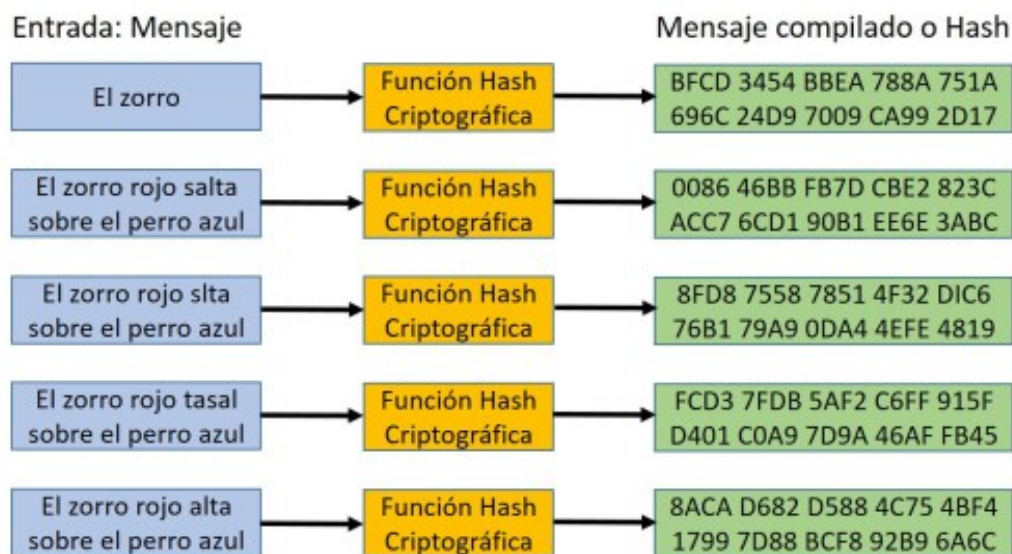 Entrada: Mensaje
Mensaje compilado o Hash
El zorro
Función Hash
Criptográfica
BFCD 3454 BBEA 788A 751A
696C 24D9 7009 CA99 2D17
El zorro rojo salta
sobre el perro azul
Función Hash
Criptográfica
0086 46BB FB7D CBE2 823C
ACC7 6CD1 90B1 EE6E 3ABC
El zorro rojo slta
sobre el perro azul
Función Hash
Criptográfica
8FD8 7558 7851 4F32 DIC6
76B1 79A9 0DA4 4EFE 4819
El zorro rojo tasal
sobre el perro azul
Función Hash
Criptográfica
FCD3 7FDB 5AF2 C6FF 915F
D401 C0A9 7D9A 46AF FB45
El zorro rojo alta
sobre el perro azul
Función Hash
Criptográfica
8ACA D682 D588 4C75 4BF4
1799 7D88 BCF8 92B9 6A6C